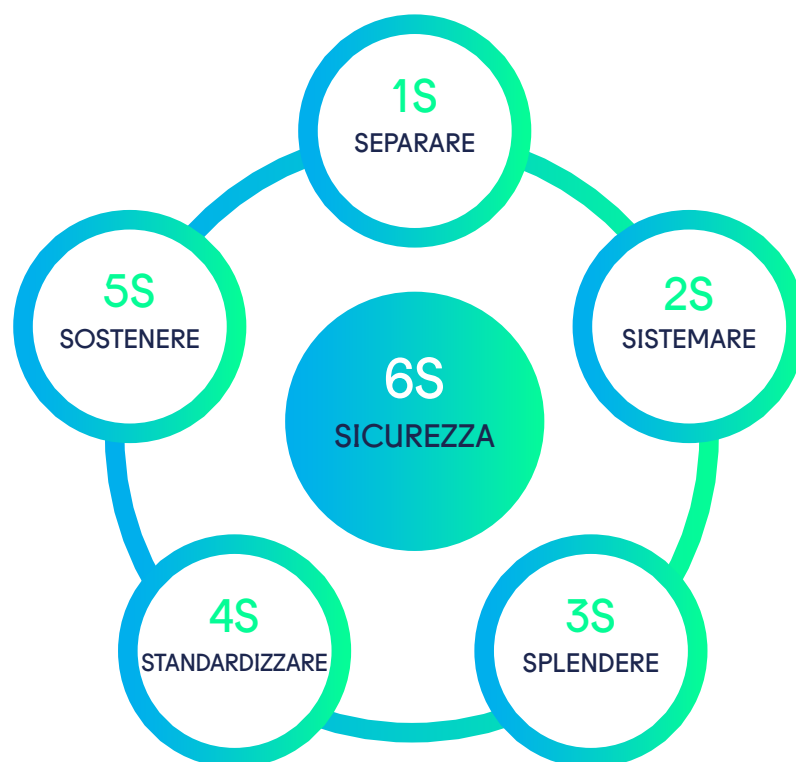 1S
SEPARARE
2S
SISTEMARE
3S
SPLENDERE
4S
STANDARDIZZARE
5S
SOSTENERE
6S
SICUREZZA